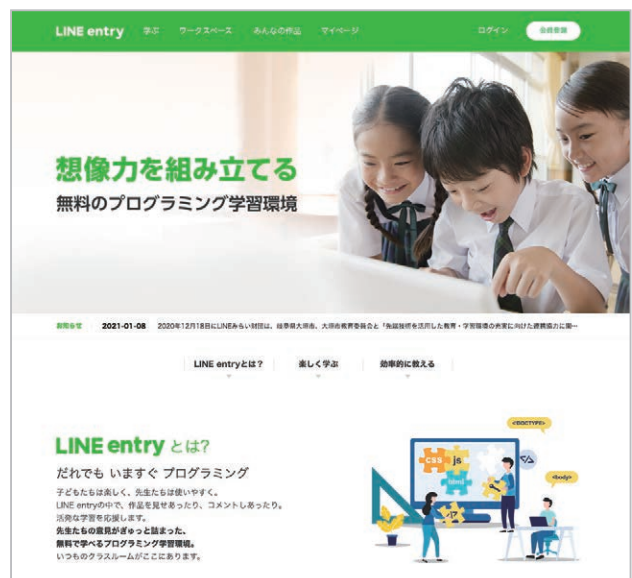 LINE entry 学ぶ ワークスペース みんなの作品 マイページ ログイン 会員登録
想像力を組み立てる
無料のプログラミング学習環境
お知らせ 2021-01-08 2020年12月18日にLINEみらい財団は、岐阜県大垣市、大垣市教育委員会と「先端技術を活用した教育・学習環境の充実に向けた連携協力に関…
LINE entryとは? 楽しく学ぶ 効率的に教える
LINE entry とは?
だれでも いますぐ プログラミング
子どもたちは楽しく、先生たちは使いやすく。
LINE entryの中で、作品を見せあったり、コメントしあったり。
活発な学習を応援します。
先生たちの意見がぎゅっと詰まった、
無料で学べるプログラミング学習環境。
いつものクラスルームがここにあります。
<DOCTYPE>
css js
</>
html
<body>
</>